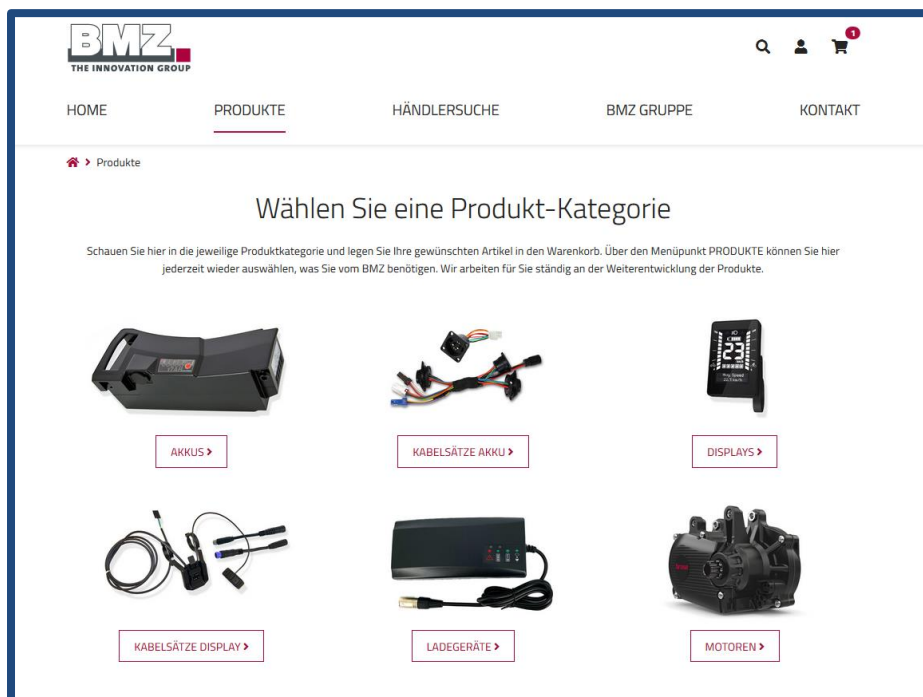 BMZ
THE INNOVATION GROUP
1
HOME PRODUKTE HÄNDLERSUCHE BMZ GRUPPE KONTAKT
Produkte
Wählen Sie eine Produkt-Kategorie
Schauen Sie hier in die jeweilige Produktkategorie und legen Sie Ihre gewünschten Artikel in den Warenkorb. Über den Menüpunkt PRODUKTE können Sie hier
jederzeit wieder auswählen, was Sie vom BMZ benötigen. Wir arbeiten für Sie ständig an der Weiterentwicklung der Produkte.
23
AKKUS
KABELSÄTZE AKKU
DISPLAYS
BMZ
KABELSÄTZE DISPLAY
LADEGERÄTE
MOTOREN